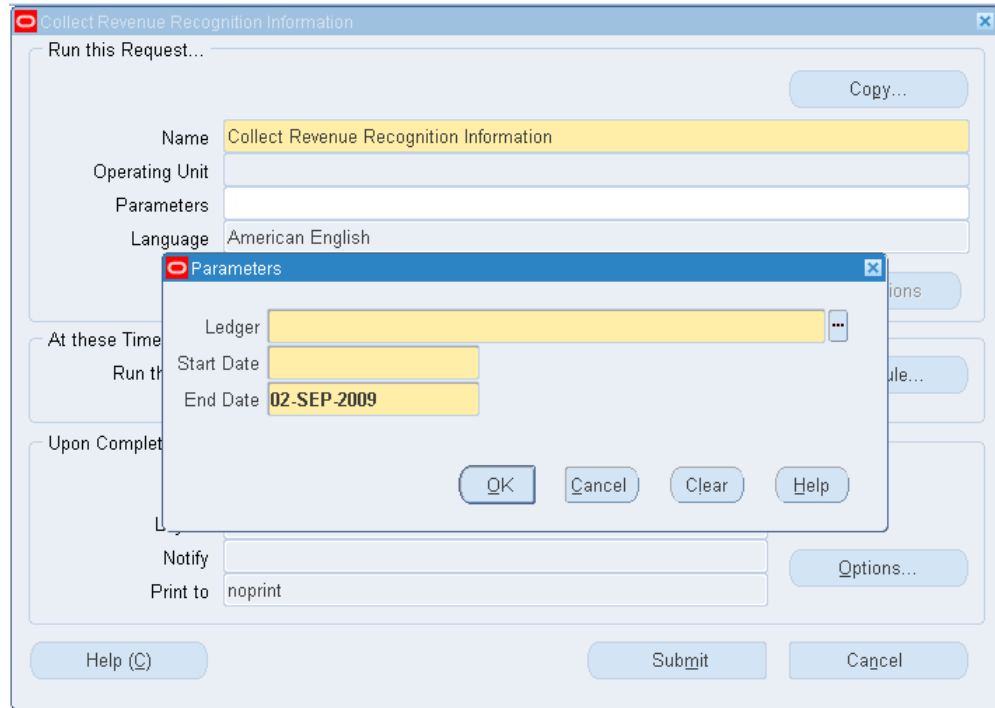 Collect Revenue Recognition Information
Run this Request...
Copy...
Name Collect Revenue Recognition Information
Operating Unit
Parameters
Language American English
Parameters
Ledger
Start Date
End Date 02-SEP-2009
OK Cancel Clear Help
At these Time
Run th
ule...
ions
Upon Complet
Notify
Options...
Print to noprint
Help (C) Submit Cancel